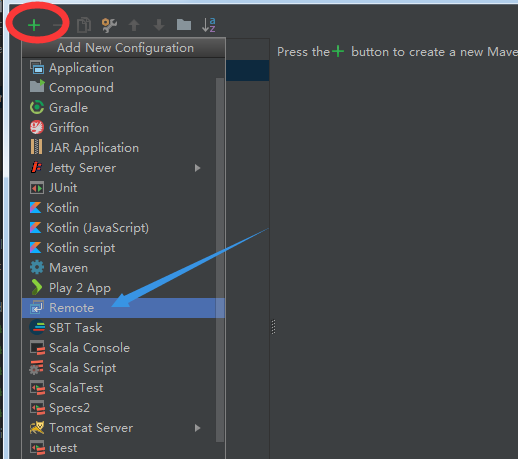 Add New Configuration
Application
Press the + button to create a new Mave
Compound
Gradle
Griffon
JAR Application
Jetty Server
JUnit
Kotlin
Kotlin (JavaScript)
Kotlin script
Maven
Play 2 App
Remote
SBT Task
Scala Console
Scala Script
ScalaTest
Specs2
Tomcat Server
utest